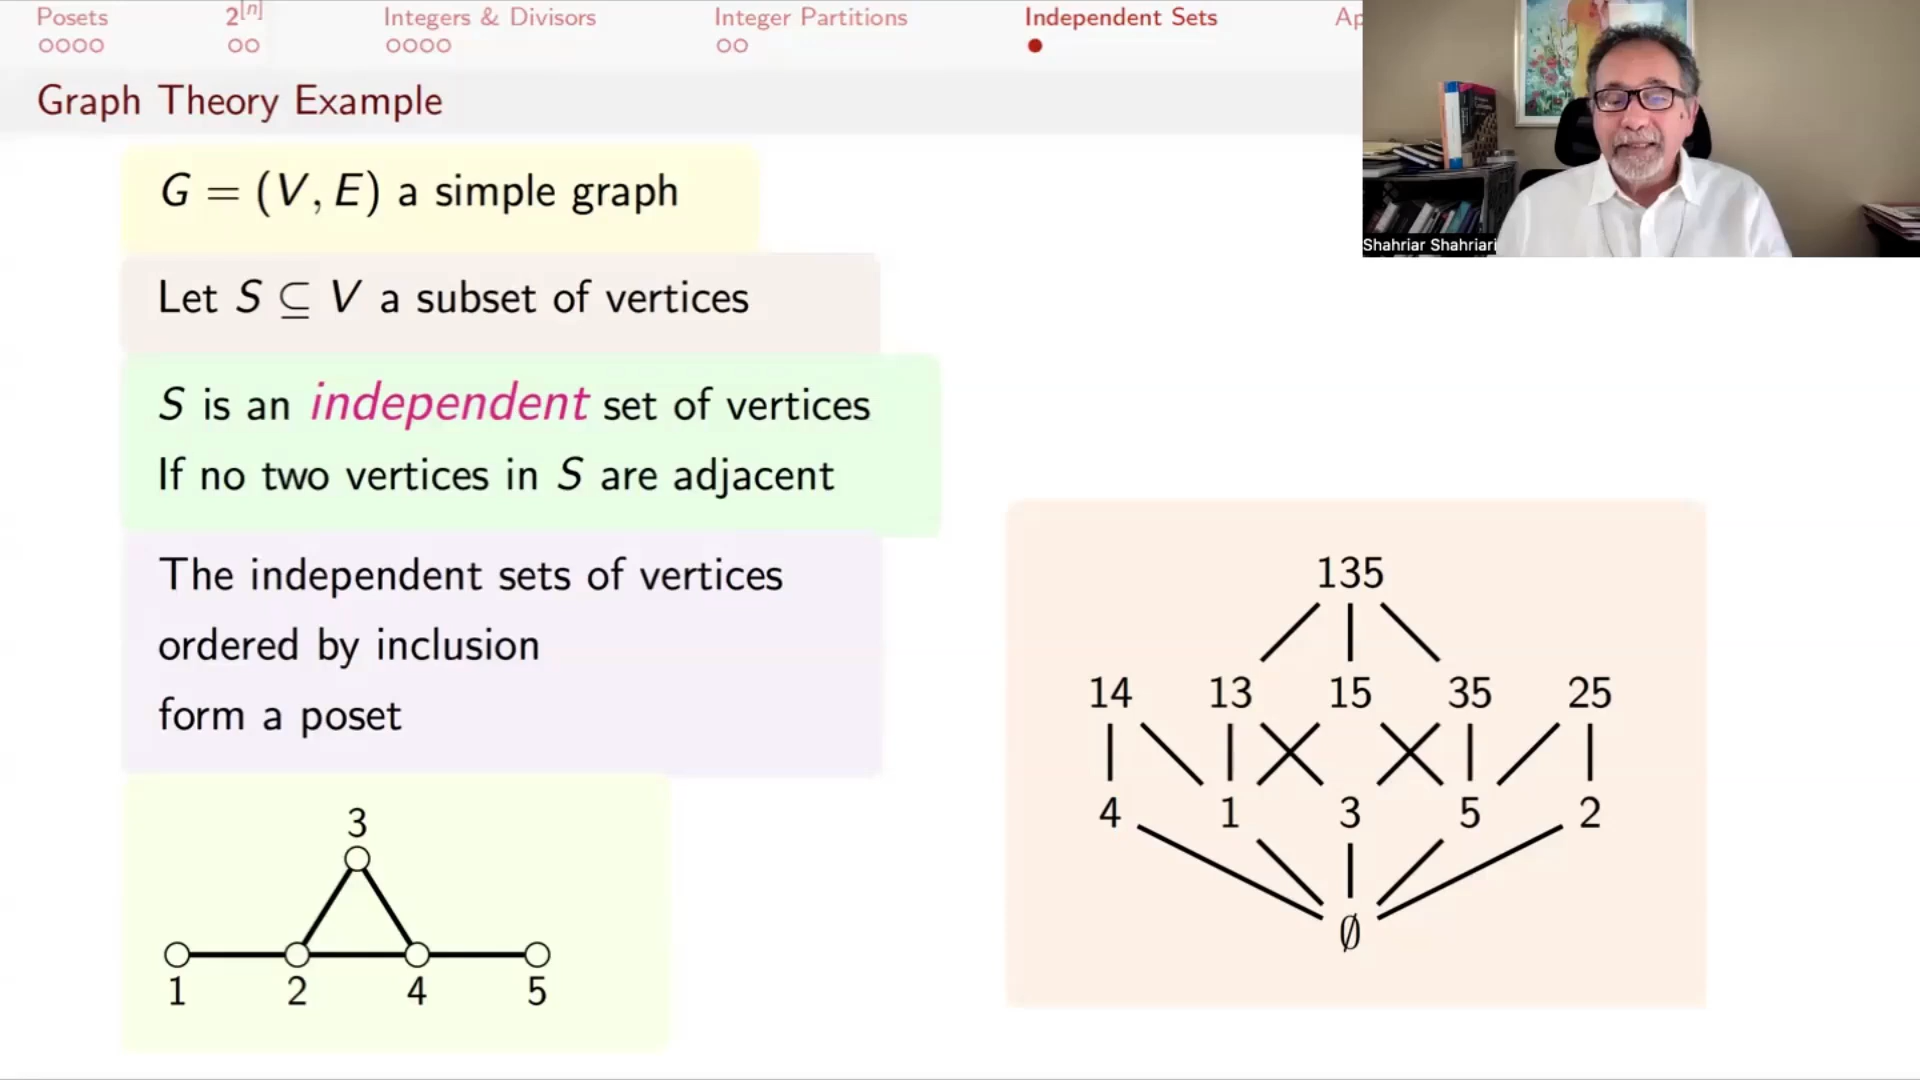 Posets
2^[n]
Integers & Divisors
Integer Partitions
Independent Sets
Ap
Graph Theory Example
G = (V, E) a simple graph
Let S ⊆ V a subset of vertices
S is an independent set of vertices
If no two vertices in S are adjacent
The independent sets of vertices
ordered by inclusion
form a poset
3
1 2 4 5
135
14 13 15 35 25
4 1 3 5 2
∅
Shahriar Shahriari